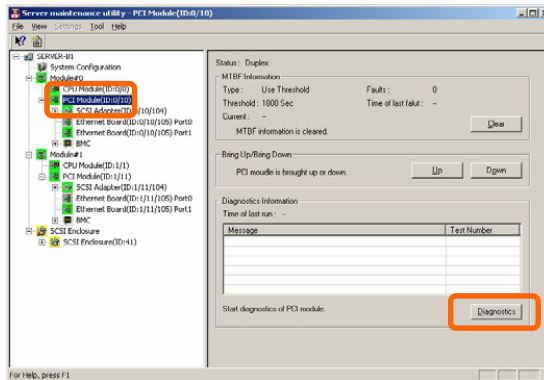 Server maintenance utility - PCI Module(ID:0/10)
File View Settings Tool Help
SERVER-B1
System Configuration
Module#0
CPU Module(ID:0/0)
PCI Module(ID:0/10)
SCSI Adapter(ID:0/10/104)
Ethernet Board(ID:0/10/105) Port0
Ethernet Board(ID:0/10/105) Port1
BMC
Module#1
CPU Module(ID:1/1)
PCI Module(ID:1/11)
SCSI Adapter(ID:1/11/104)
Ethernet Board(ID:1/11/105) Port0
Ethernet Board(ID:1/11/105) Port1
BMC
SCSI Enclosure
SCSI Enclosure(ID:41)
Status : Duplex
MTBF Information
Type : Use Threshold Faults : 0
Threshold : 1800 Sec Time of last falut : --
Current : --
MTBF information is cleared.
Clear
Bring Up/Bring Down
PCI moudle is brought up or down.
Up
Down
Diagnostics Information
Time of last run : --
Message Test Number
Start diagnostics of PCI module.
Diagnostics
For Help, press F1